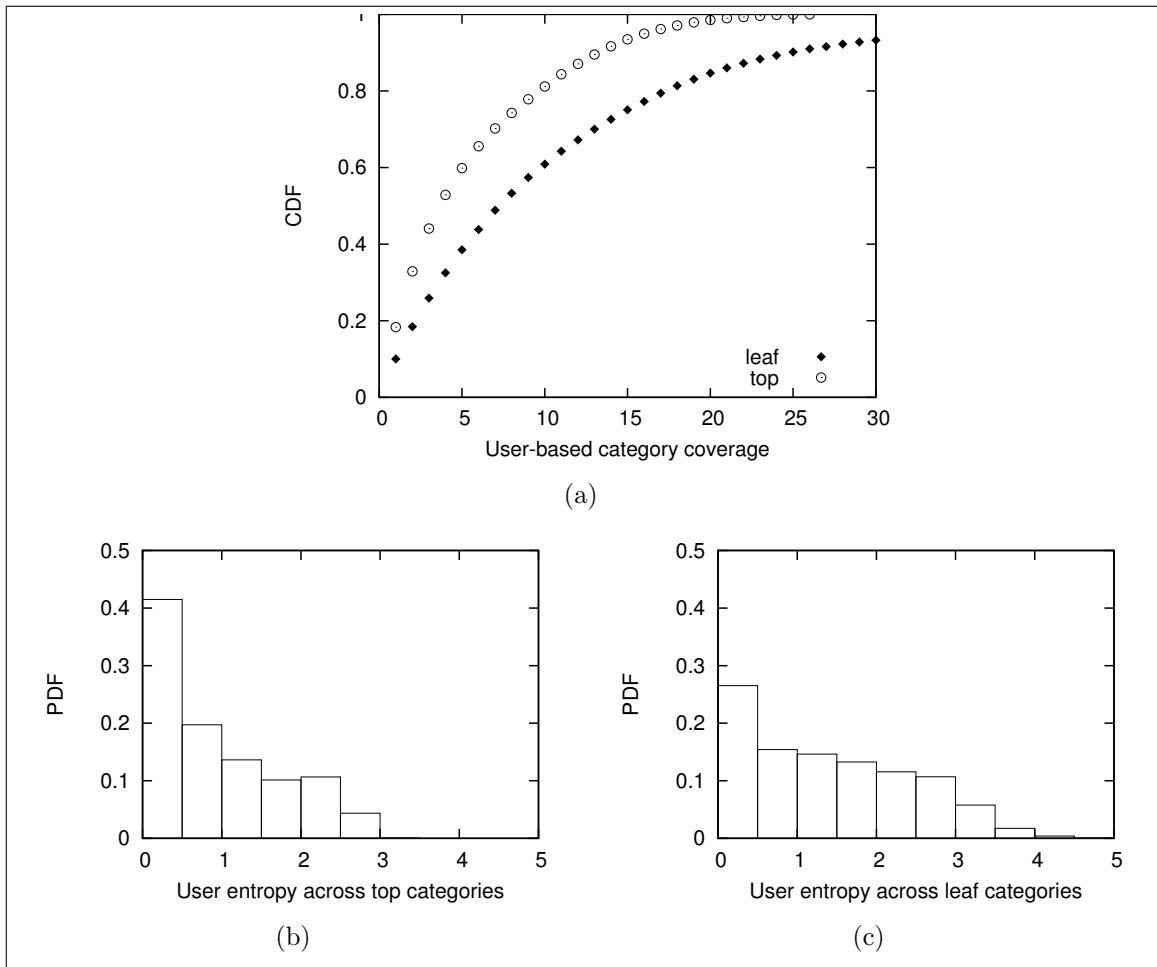 1
0.8
0.6
0.4
0.2
0
CDF
leaf
top
0 5 10 15 20 25 30
User-based category coverage
(a)
0.5
0.4
0.3
0.2
0.1
0
PDF
0 1 2 3 4 5
User entropy across top categories
(b)
0.5
0.4
0.3
0.2
0.1
0
PDF
0 1 2 3 4 5
User entropy across leaf categories
(c)